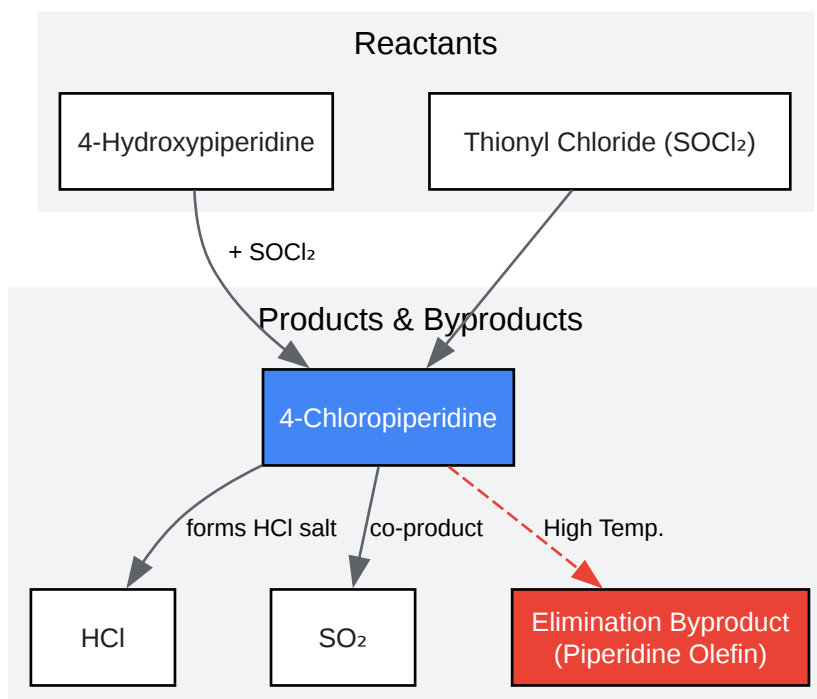 Reactants
4-Hydroxypiperidine
Thionyl Chloride (SOCl₂)
+ SOCl₂
Products & Byproducts
4-Chloropiperidine
forms HCl salt
co-product
High Temp.
HCl
SO₂
Elimination Byproduct
(Piperidine Olefin)